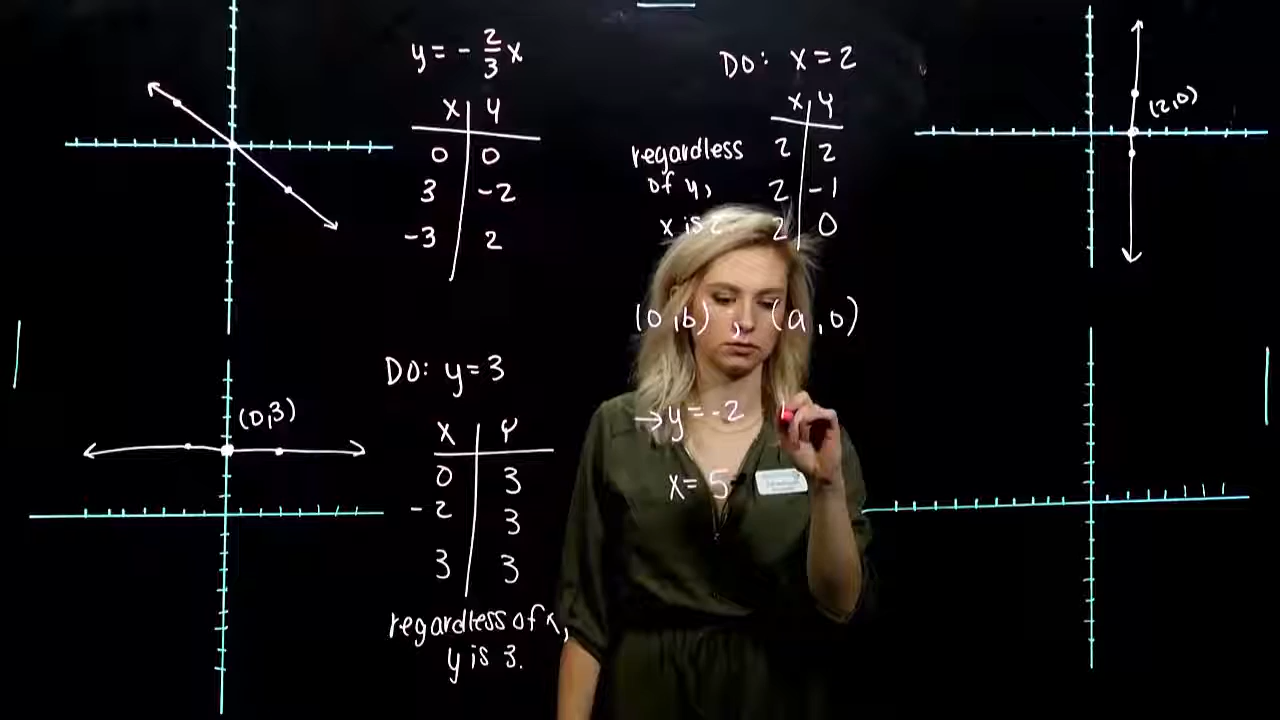 y = - 2/3 x
x y
0 0
3 -2
-3 2
DO: y = 3
x y
0 3
-2 3
3 3
regardless of x,
y is 3.
(0,3)
DO: x = 2
x y
2 2
2 -1
2 0
regardless
of y,
x is 2
(0,b) , (a,0)
→ y = -2
x = 5
(2,0)